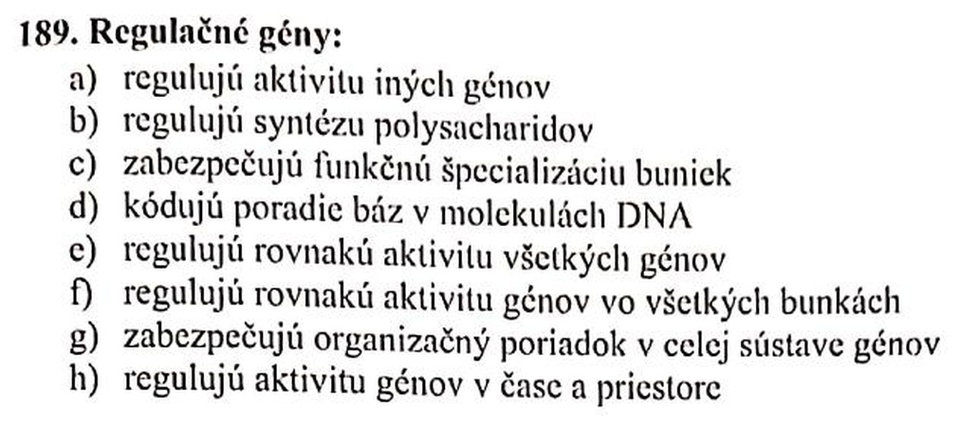 189. Regulačné gény:
a) regulujú aktivitu iných génov
b) regulujú syntézu polysacharidov
c) zabezpečujú funkčnú špecializáciu buniek
d) kódujú poradie báz v molekulách DNA
e) regulujú rovnakú aktivitu všetkých génov
f) regulujú rovnakú aktivitu génov vo všetkých bunkách
g) zabezpečujú organizačný poriadok v celej sústave génov
h) regulujú aktivitu génov v čase a priestore